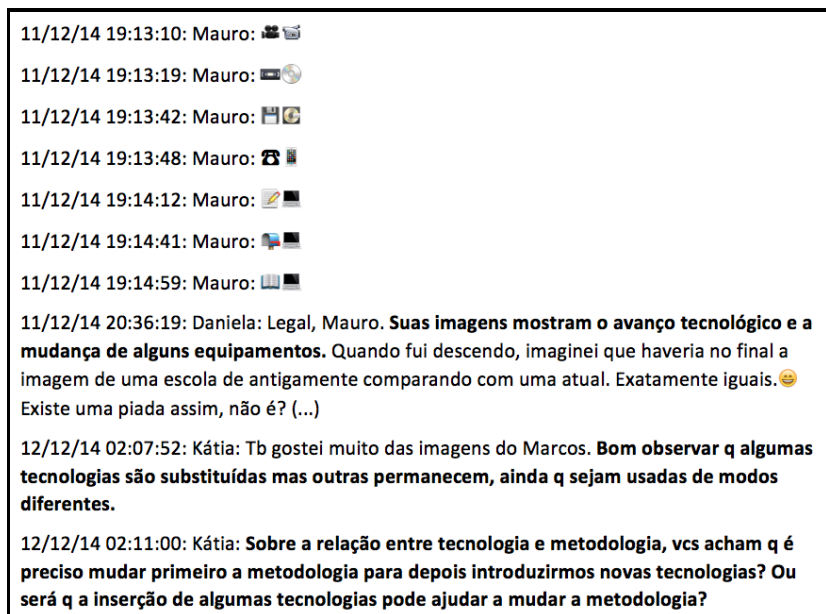 11/12/14 19:13:10: Mauro: 🎥📹
11/12/14 19:13:19: Mauro: 📼💿
11/12/14 19:13:42: Mauro: 💾💽
11/12/14 19:13:48: Mauro: ☎📱
11/12/14 19:14:12: Mauro: 📝💻
11/12/14 19:14:41: Mauro: 📬💻
11/12/14 19:14:59: Mauro: 📖💻
11/12/14 20:36:19: Daniela: Legal, Mauro. Suas imagens mostram o avanço tecnológico e a
mudança de alguns equipamentos. Quando fui descendo, imaginei que haveria no final a
imagem de uma escola de antigamente comparando com uma atual. Exatamente iguais.😄
Existe uma piada assim, não é? (...)
12/12/14 02:07:52: Kátia: Tb gostei muito das imagens do Marcos. Bom observar q algumas
tecnologias são substituídas mas outras permanecem, ainda q sejam usadas de modos
diferentes.
12/12/14 02:11:00: Kátia: Sobre a relação entre tecnologia e metodologia, vcs acham q é
preciso mudar primeiro a metodologia para depois introduzirmos novas tecnologias? Ou
será q a inserção de algumas tecnologias pode ajudar a mudar a metodologia?